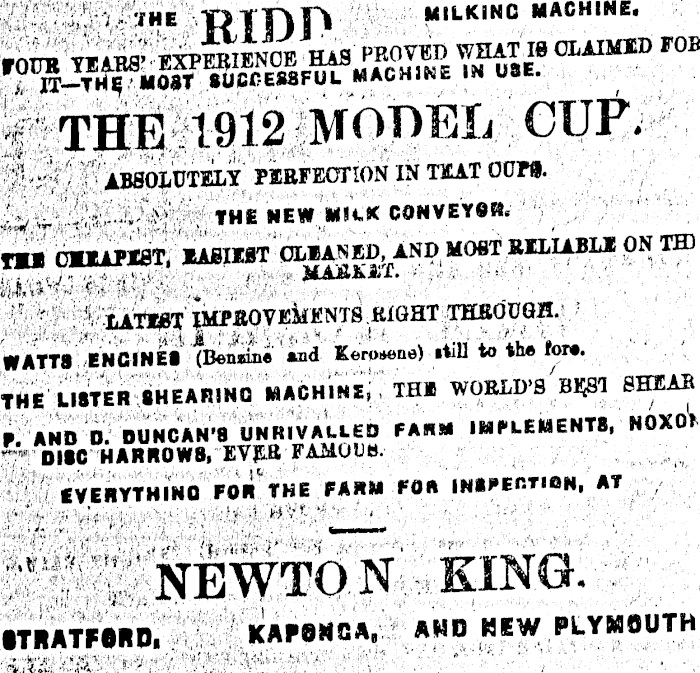 THE RIDD MILKING MACHINE.
FOUR YEARS' EXPERIENCE HAS PROVED WHAT IS CLAIMED FOR
IT—THE MOST SUCCESSFUL MACHINE IN USE.
THE 1912 MODEL CUP.
ABSOLUTELY PERFECTION IN TEAT CUPS.
THE NEW MILK CONVEYOR.
THE CHEAPEST, EASIEST CLEANED, AND MOST RELIABLE ON THE
MARKET.
LATEST IMPROVEMENTS RIGHT THROUGH.
WATTS ENGINES (Benzine and Kerosene) still to the fore.
THE LISTER SHEARING MACHINE, THE WORLD'S BEST SHEAR
P. AND D. DUNCAN'S UNRIVALLED FARM IMPLEMENTS, NOXON
DISC HARROWS, EVER FAMOUS.
EVERYTHING FOR THE FARM FOR INSPECTION, AT
NEWTON KING.
STRATFORD, KAPONGA, AND NEW PLYMOUTH